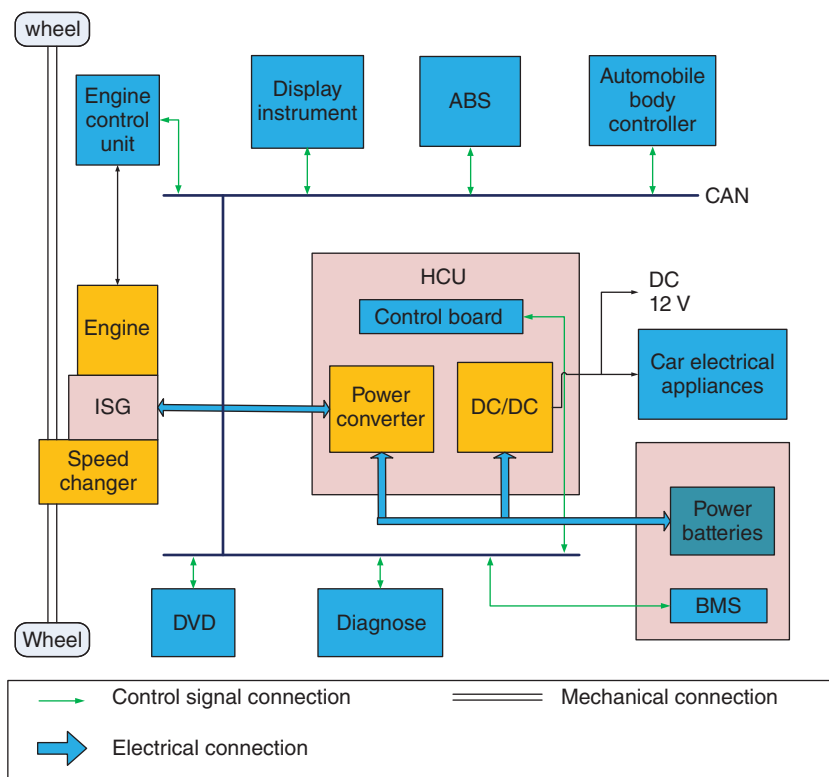 wheel
Engine
control
unit
Display
instrument
ABS
Automobile
body
controller
CAN
HCU
Control board
DC
12 V
Engine
ISG
Speed
changer
Power
converter
DC/DC
Car electrical
appliances
Power
batteries
BMS
DVD
Diagnose
Wheel
Control signal connection
Mechanical connection
Electrical connection